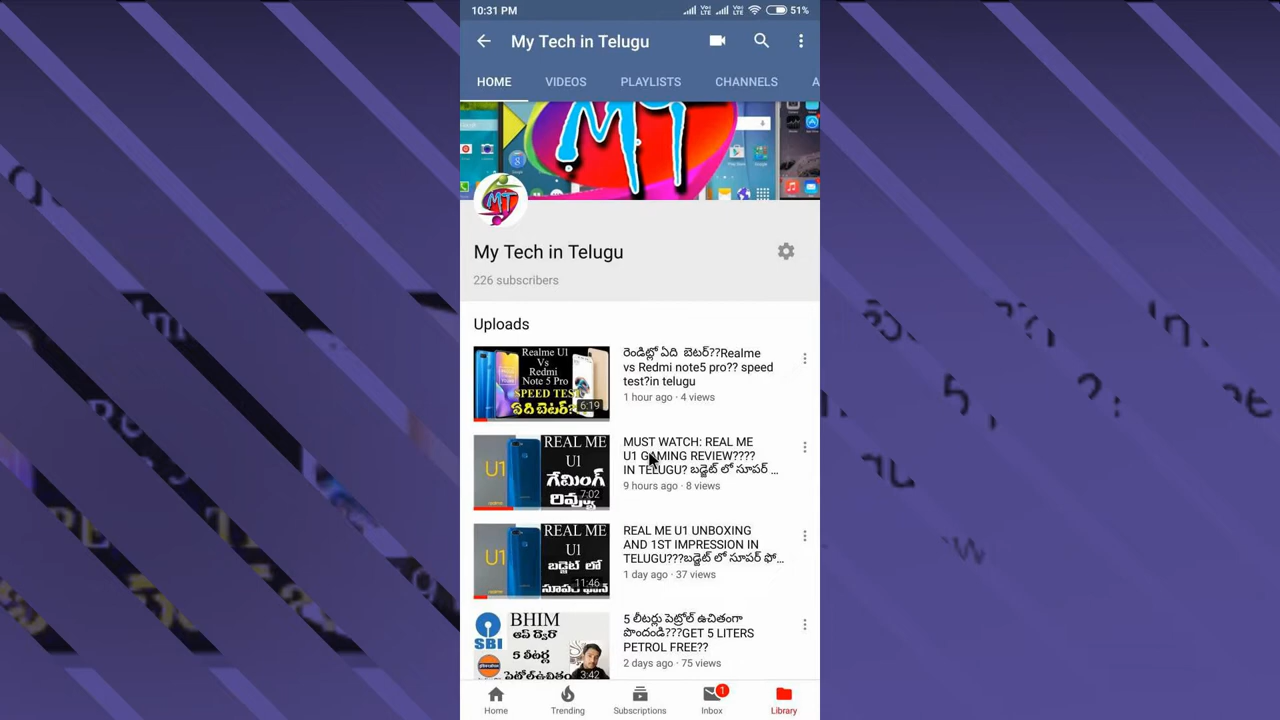 10:31 PM
51%
My Tech in Telugu
HOME VIDEOS PLAYLISTS CHANNELS A
MT
MT
My Tech in Telugu
226 subscribers
Uploads
Realme U1
Vs
Redmi
Note 5 Pro
SPEED TEST
ఏది బెటర్?
6:19
రెండిట్లో ఏది బెటర్??Realme
vs Redmi note5 pro?? speed
test?in telugu
1 hour ago · 4 views
U1
REAL ME
U1
గేమింగ్
రివ్యూ
7:02
MUST WATCH: REAL ME
U1 GAMING REVIEW????
IN TELUGU? బడ్జెట్ లో సూపర్ ...
9 hours ago · 8 views
U1
REAL ME
U1
బడ్జెట్ లో
సూపర్ ఫోన్
11:46
REAL ME U1 UNBOXING
AND 1ST IMPRESSION IN
TELUGU???బడ్జెట్ లో సూపర్ ఫో...
1 day ago · 37 views
SBI
BHIM
5 లీటర్ల
పెట్రోల్ ఉచితం
3:42
5 లీటర్లు పెట్రోల్ ఉచితంగా
పొందండి???GET 5 LITERS
PETROL FREE??
2 days ago · 75 views
1
Home Trending Subscriptions Inbox Library